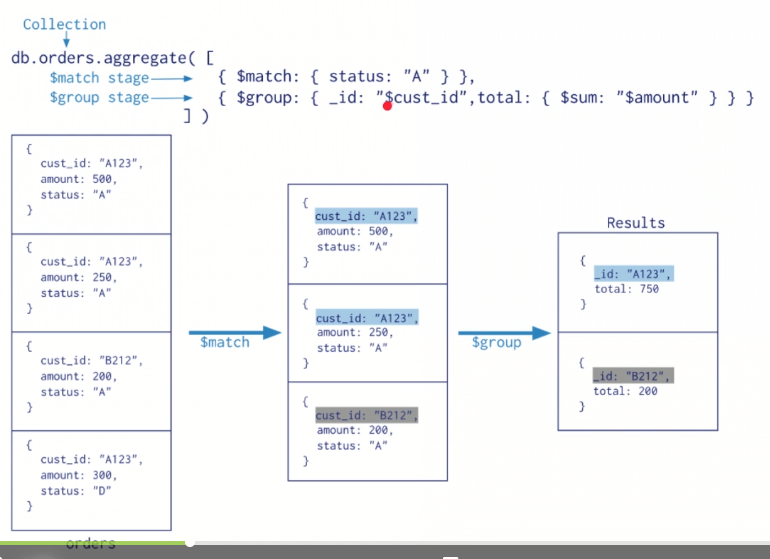 Collection
db.orders.aggregate( [
$match stage { $match: { status: "A" } },
$group stage { $group: { _id: "$cust_id",total: { $sum: "$amount" } } }
] )
{
cust_id: "A123",
amount: 500,
status: "A"
}
{
cust_id: "A123",
amount: 250,
status: "A"
}
{
cust_id: "B212",
amount: 200,
status: "A"
}
{
cust_id: "A123",
amount: 300,
status: "D"
}
orders
$match
{
cust_id: "A123",
amount: 500,
status: "A"
}
{
cust_id: "A123",
amount: 250,
status: "A"
}
{
cust_id: "B212",
amount: 200,
status: "A"
}
$group
Results
{
_id: "A123",
total: 750
}
{
_id: "B212",
total: 200
}